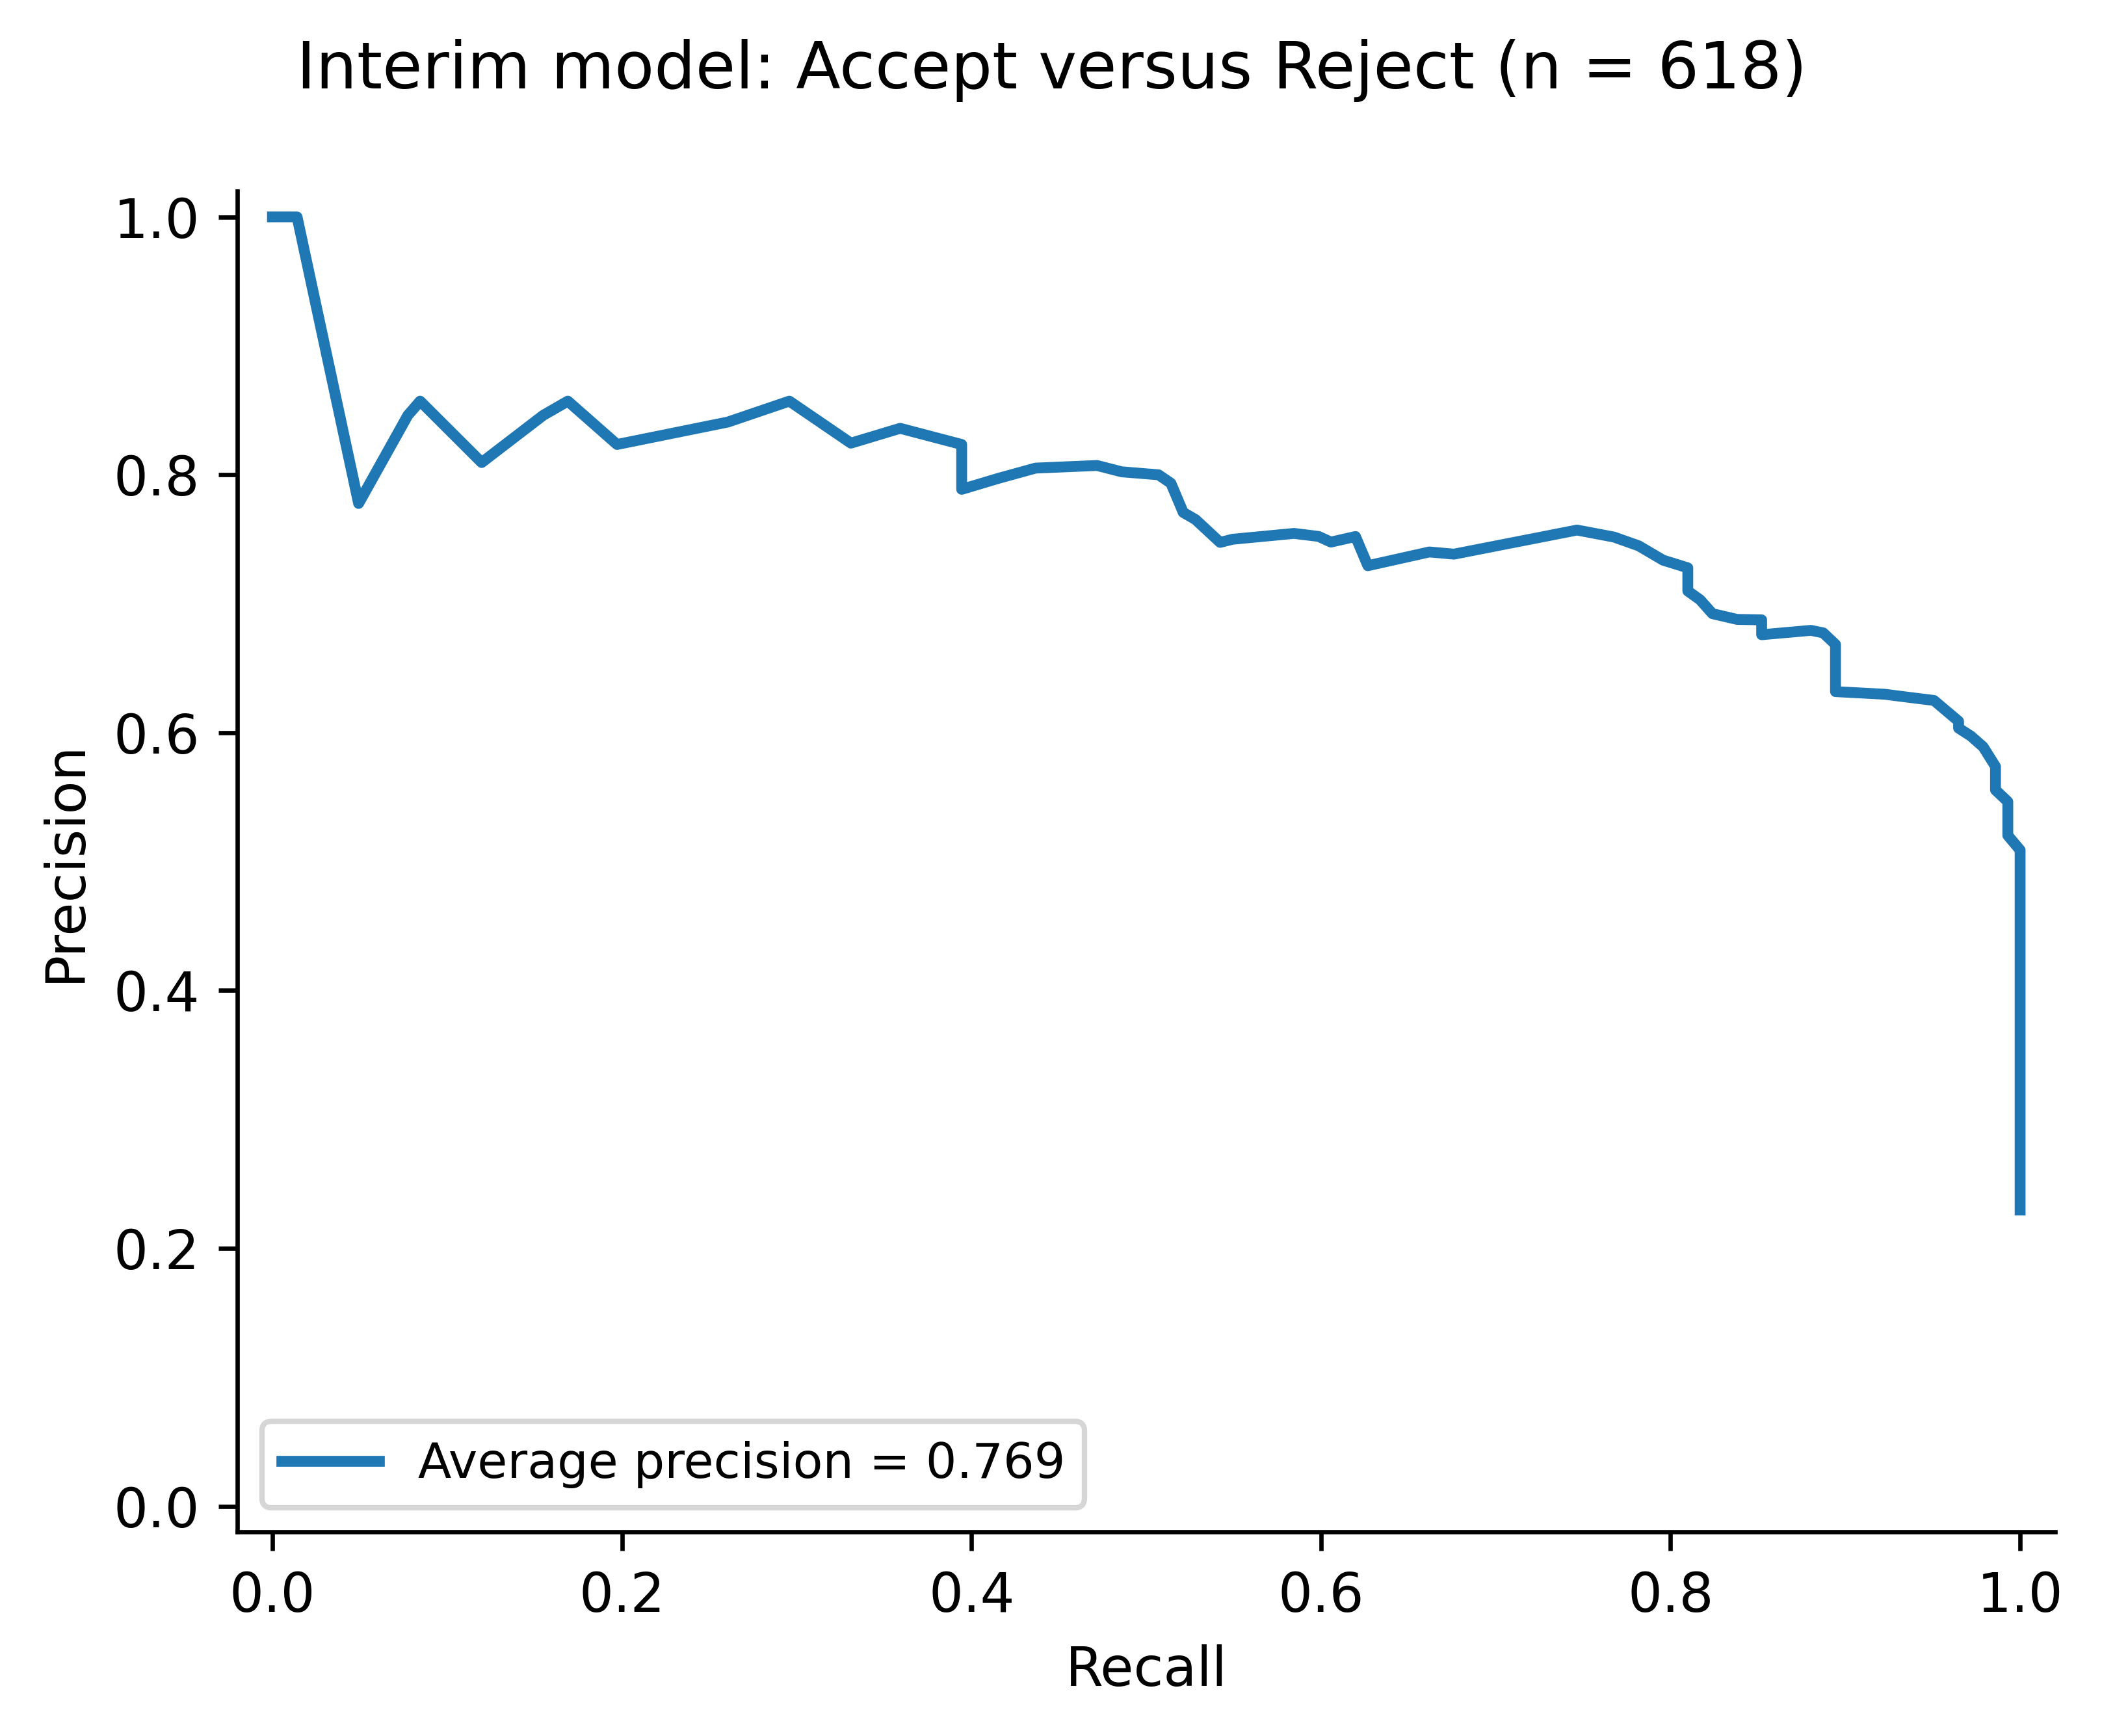 Interim model: Accept versus Reject (n = 618)
Precision
1.0
0.8
0.6
0.4
0.2
0.0
Average precision = 0.769
0.0 0.2 0.4 0.6 0.8 1.0
Recall